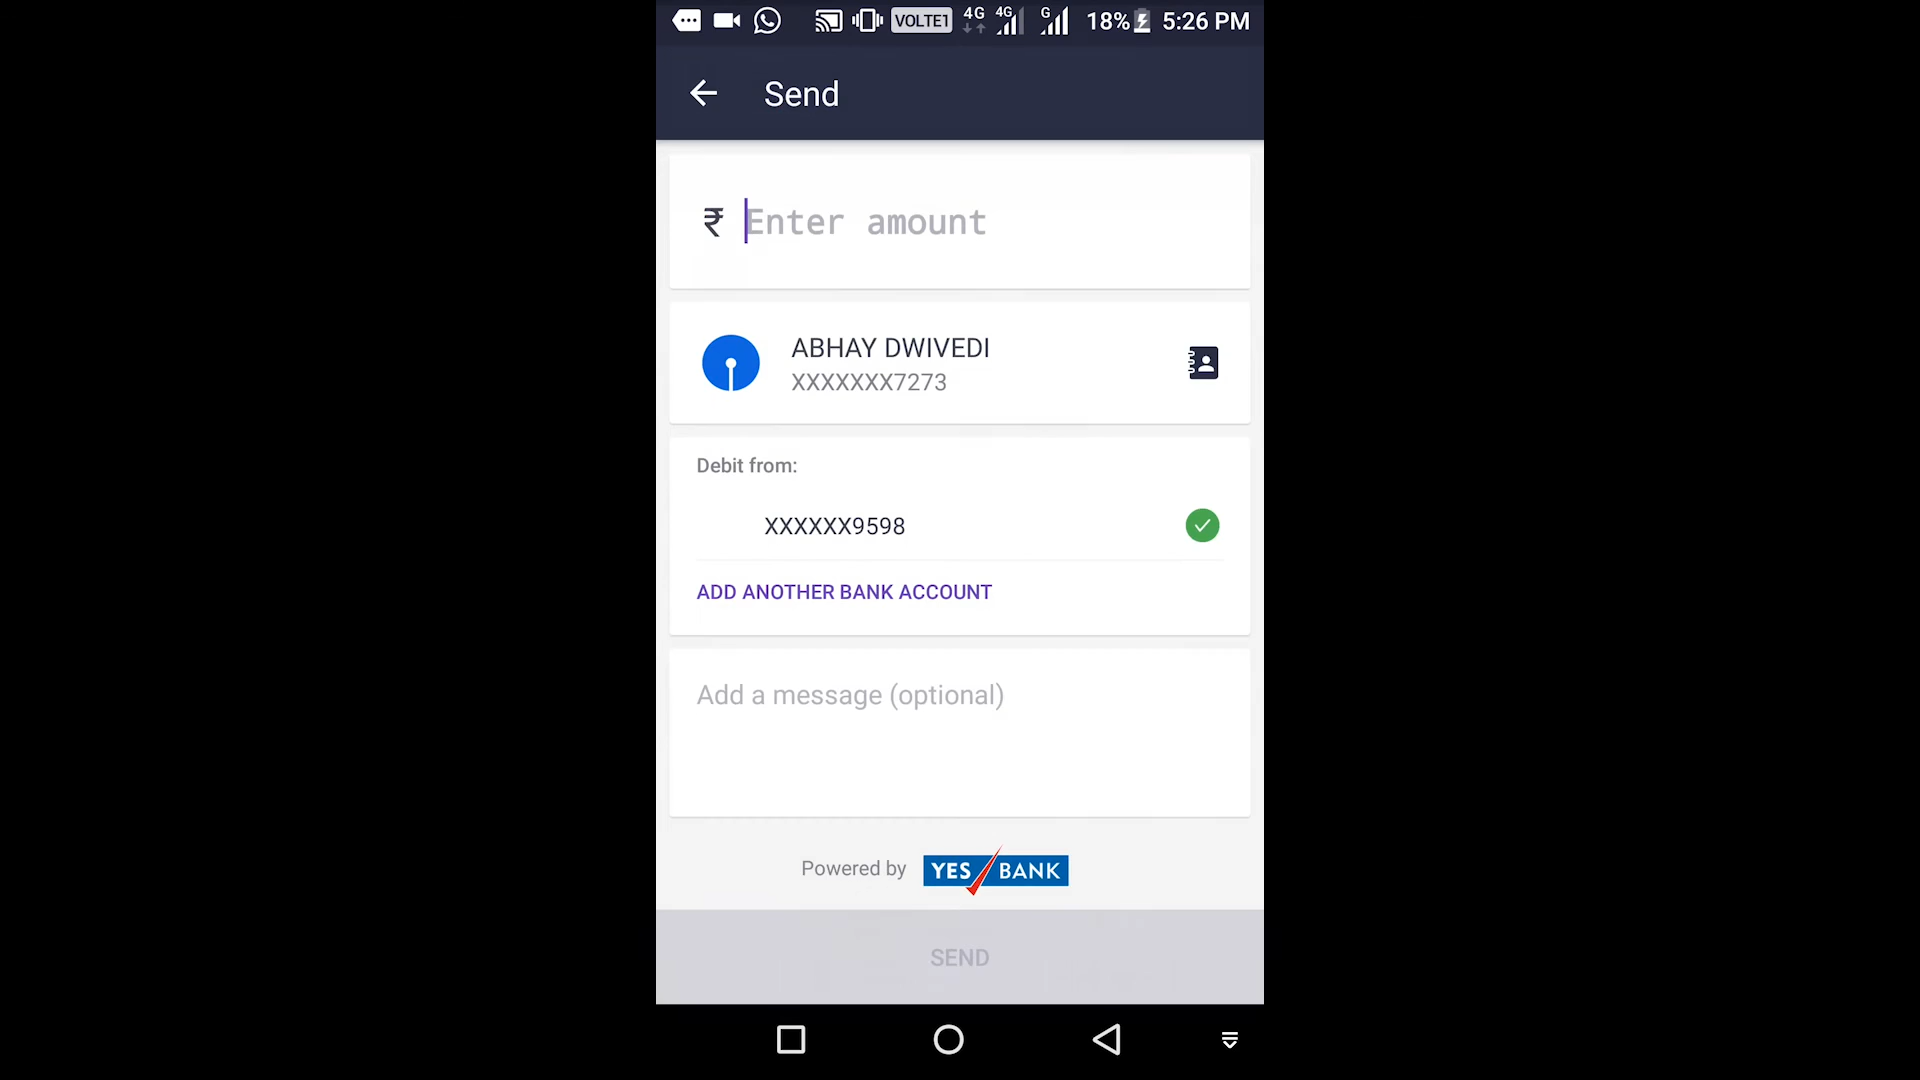 VOLTE1 4G 4G G 18% 5:26 PM
Send
₹ Enter amount
ABHAY DWIVEDI
XXXXXXX7273
Debit from:
XXXXXX9598
ADD ANOTHER BANK ACCOUNT
Add a message (optional)
Powered by YES BANK
SEND